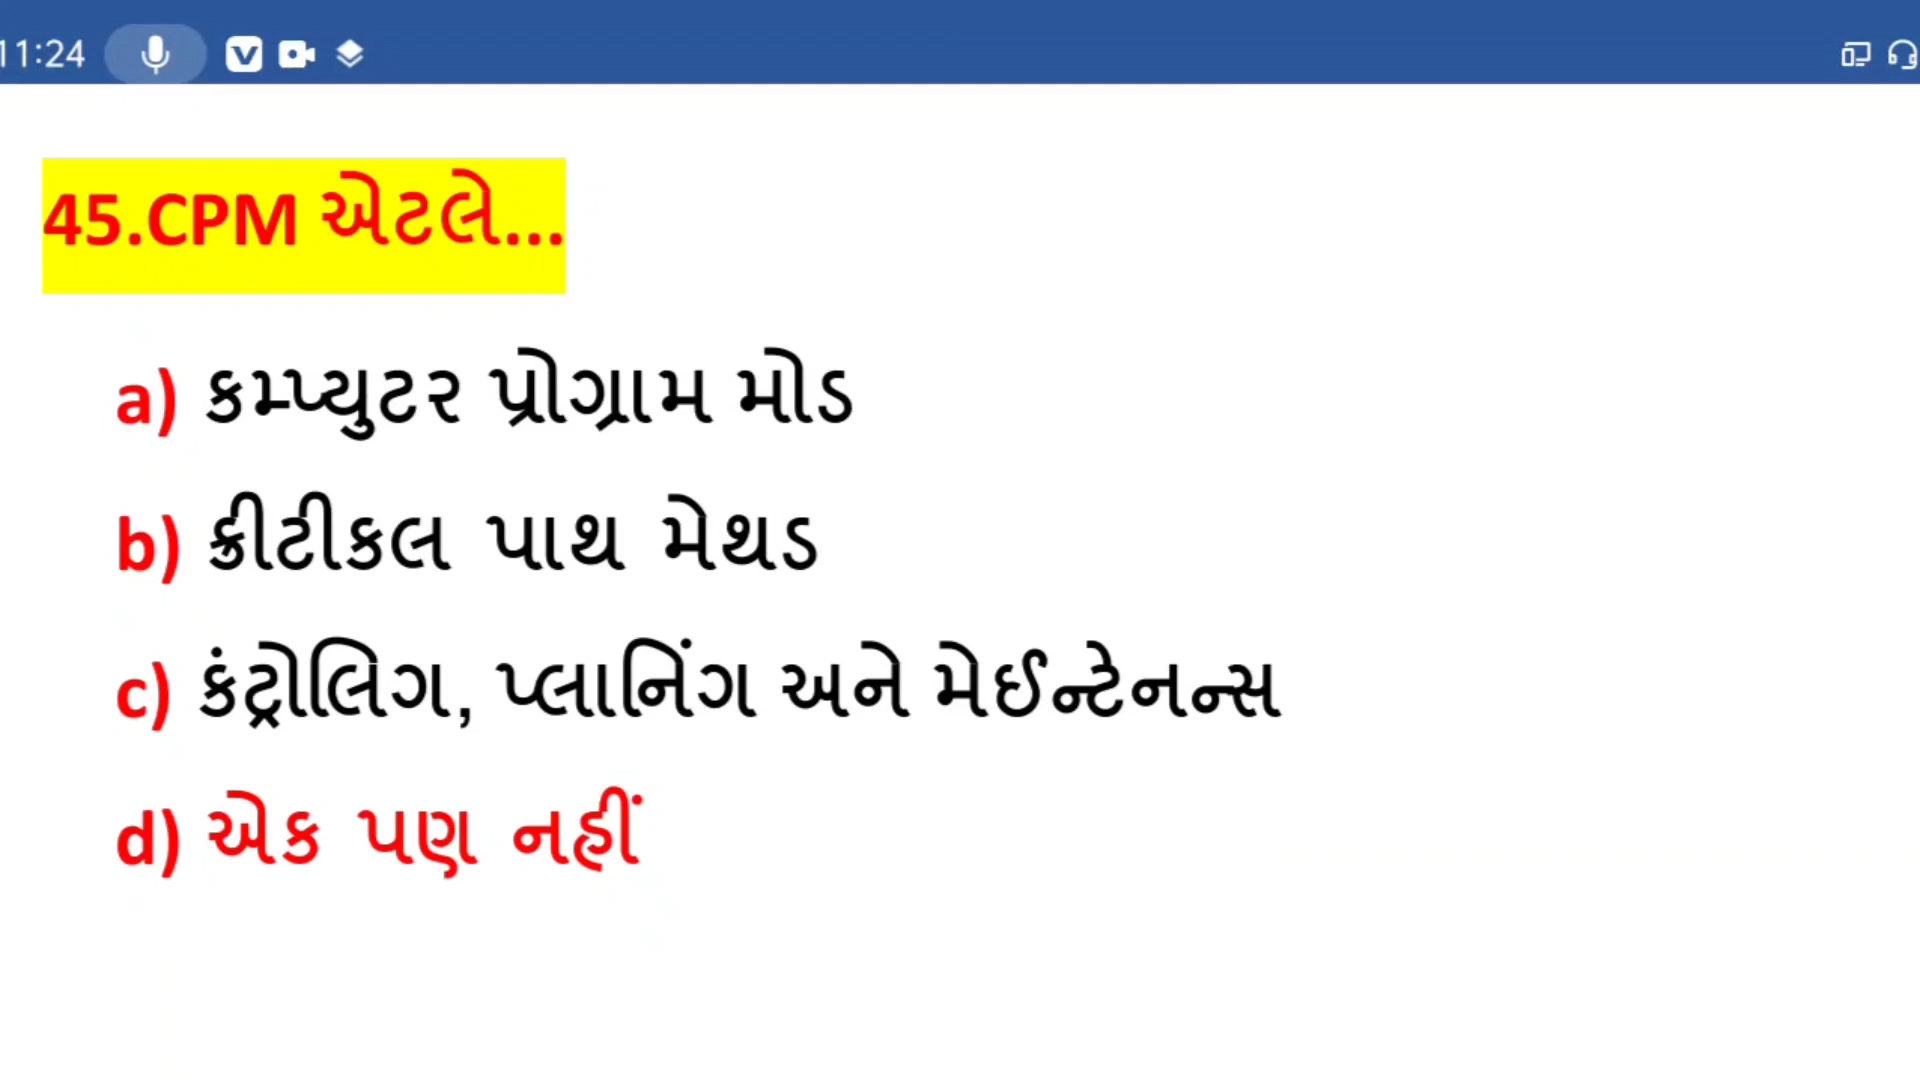 11:24
45.CPM એટલે...
a) કમ્પ્યુટર પ્રોગ્રામ મોડ
b) ક્રીટીકલ પાથ મેથડ
c) કંટ્રોલિગ, પ્લાનિંગ અને મેઈન્ટેનન્સ
d) એક પણ નહીં